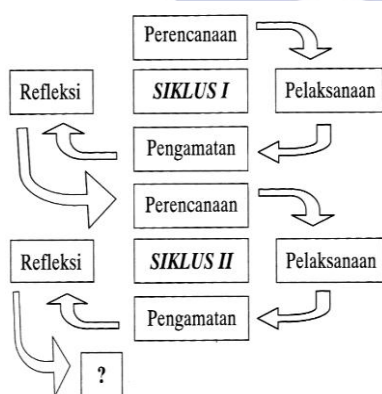 Perencanaan
Refleksi
SIKLUS I
Pelaksanaan
Pengamatan
Perencanaan
Refleksi
SIKLUS II
Pelaksanaan
Pengamatan
?